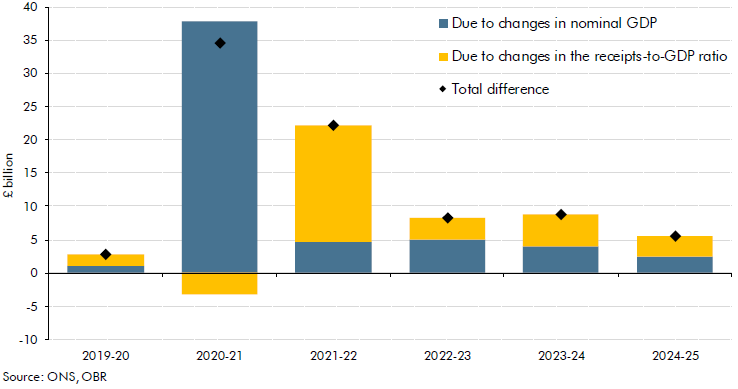 40
35
30
25
20
15
10
5
0
-5
-10
£ billion
Due to changes in nominal GDP
Due to changes in the receipts-to-GDP ratio
Total difference
2019-20 2020-21 2021-22 2022-23 2023-24 2024-25
Source: ONS, OBR